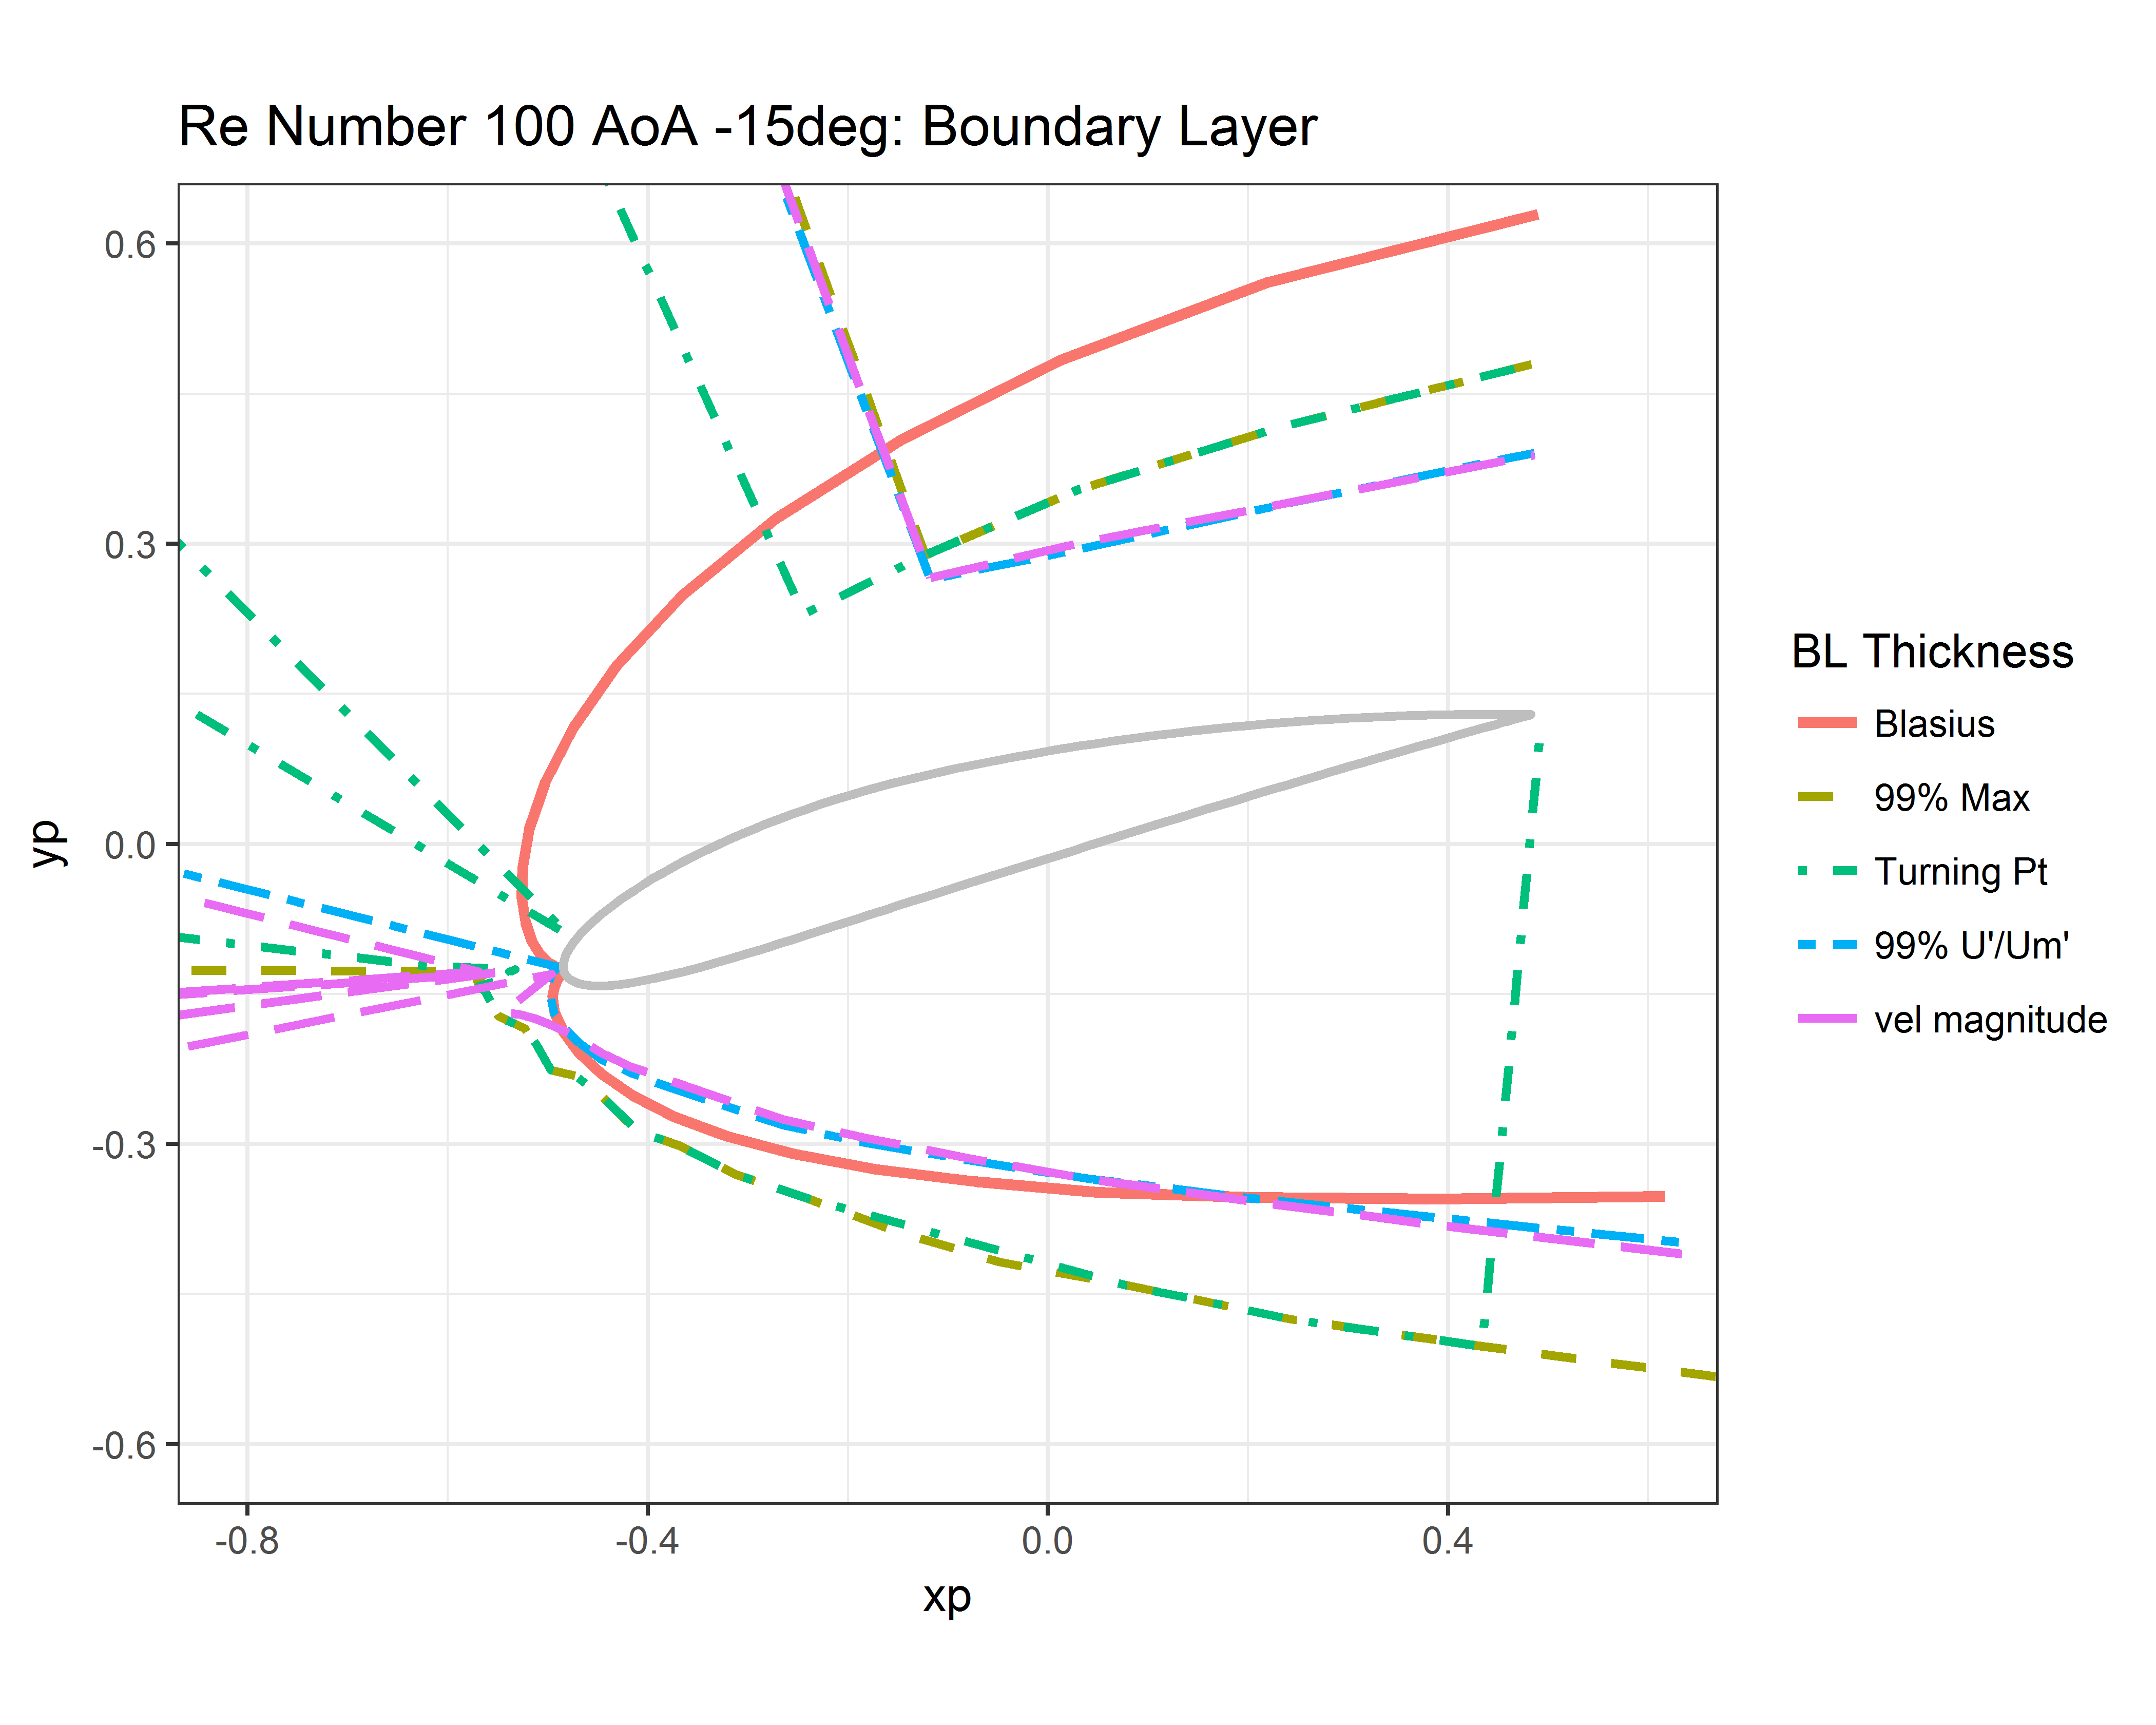 Re Number 100 AoA -15deg: Boundary Layer
0.6
0.3
0.0
-0.3
-0.6
yp
-0.8 -0.4 0.0 0.4
xp
BL Thickness
Blasius
99% Max
Turning Pt
99% U'/Um'
vel magnitude